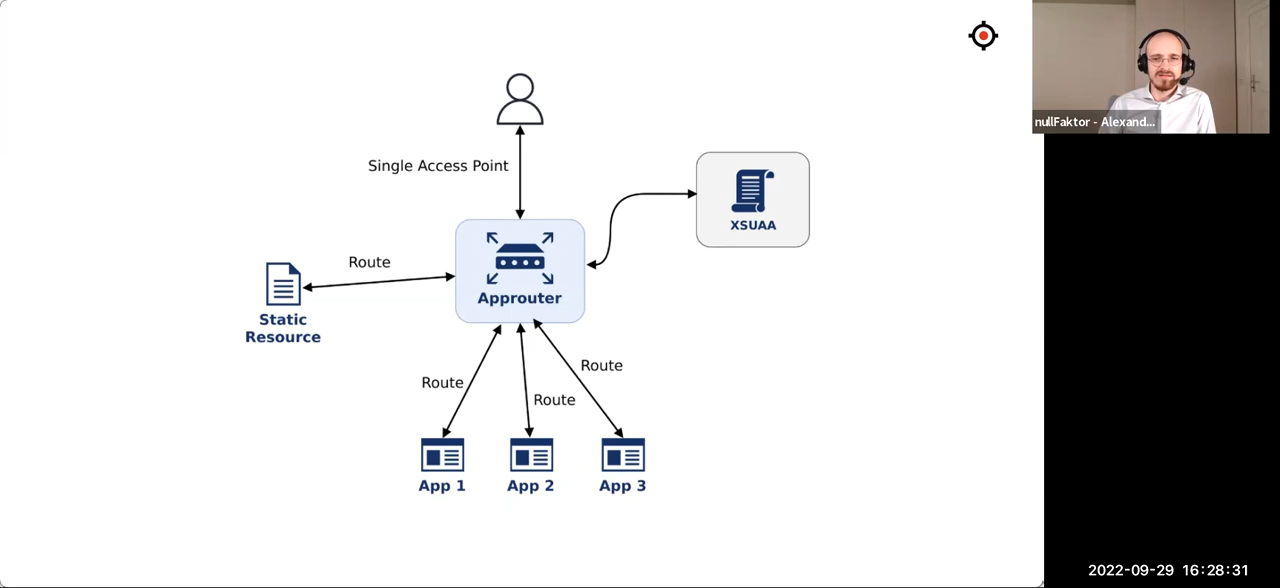 nullFaktor - Alexand...
Single Access Point
XSUAA
Route
Approuter
Static
Resource
Route
Route
Route
App 1
App 2
App 3
2022-09-29 16:28:31